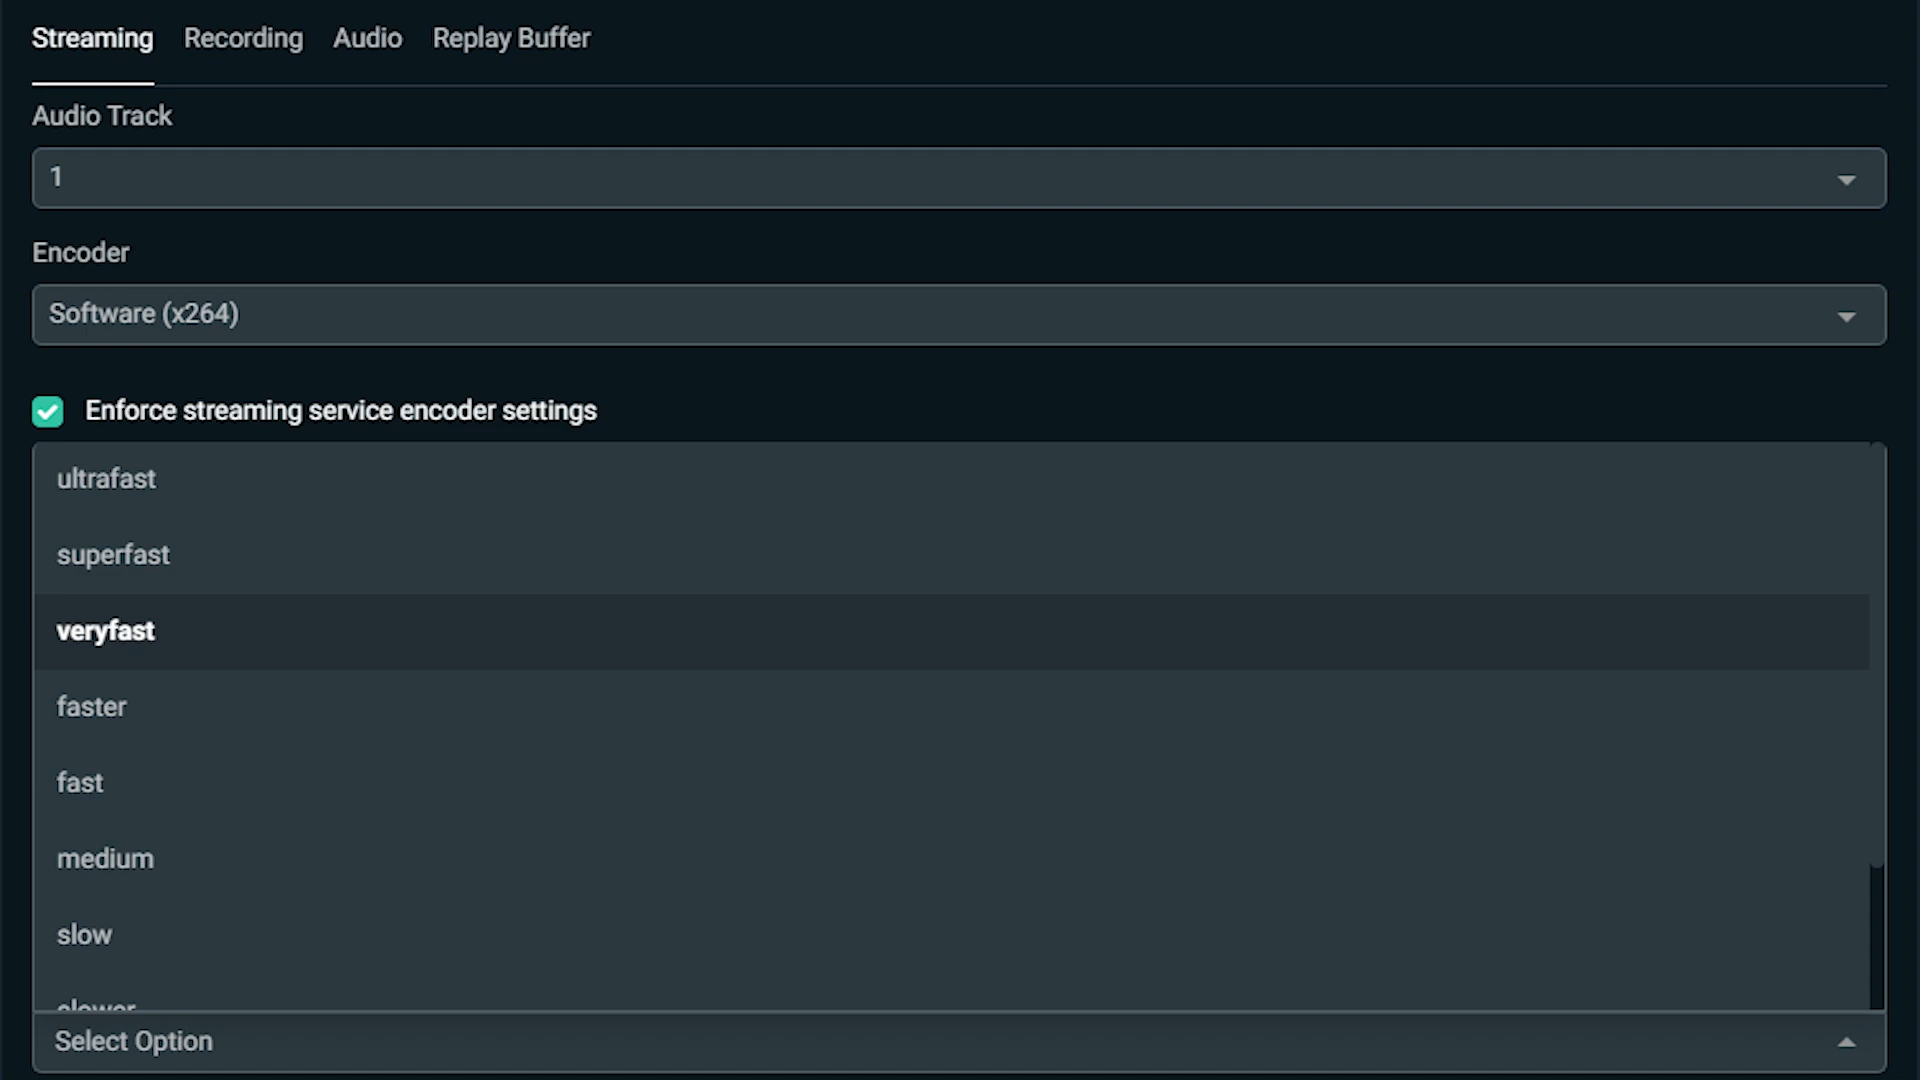 Streaming Recording Audio Replay Buffer
Audio Track
1
Encoder
Software (x264)
Enforce streaming service encoder settings
ultrafast
superfast
veryfast
faster
fast
medium
slow
slower
Select Option